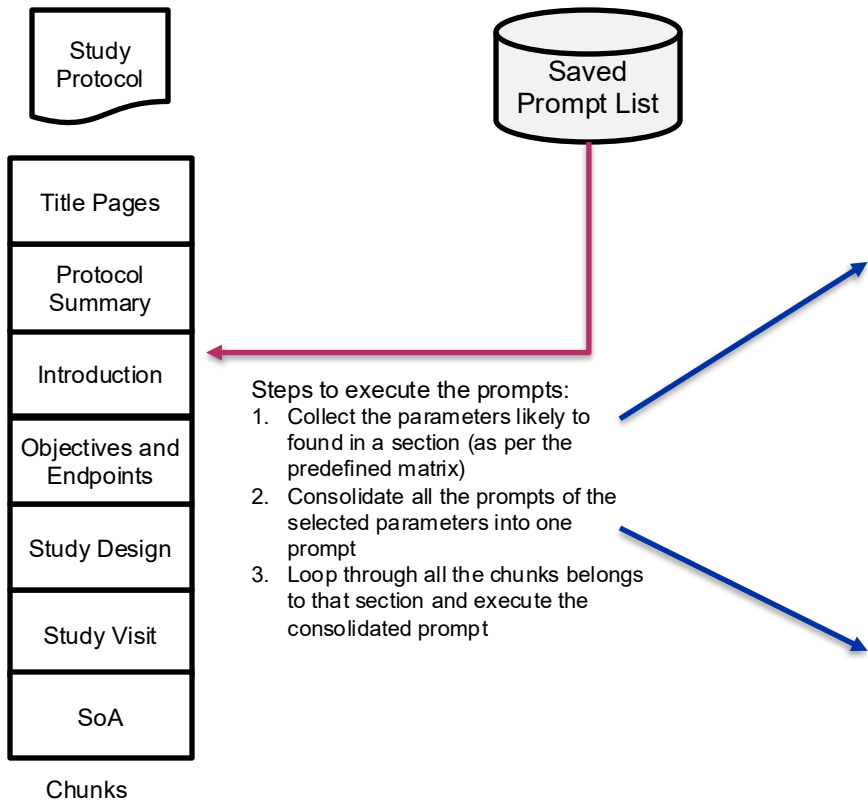 Study
Protocol
Saved
Prompt List
Title Pages
Protocol
Summary
Introduction
Objectives and
Endpoints
Study Design
Study Visit
SoA
Chunks
Steps to execute the prompts:
1. Collect the parameters likely to
found in a section (as per the
predefined matrix)
2. Consolidate all the prompts of the
selected parameters into one
prompt
3. Loop through all the chunks belongs
to that section and execute the
consolidated prompt